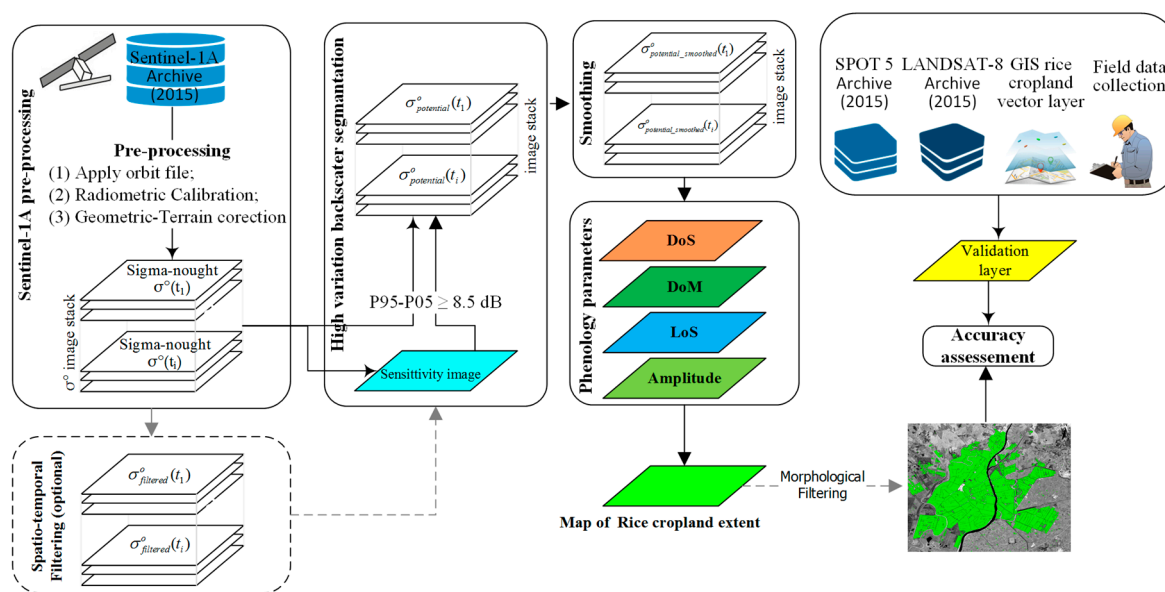 Sentinel-1A pre-processing
Sentinel-1A
Archive
(2015)
Pre-processing
(1) Apply orbit file;
(2) Radiometric Calibration;
(3) Geometric-Terrain corection
σ° image stack
Sigma-nought
σ°(t₁)
Sigma-nought
σ°(tᵢ)
Spatio-temporal
Filtering (optional)
σ°filtered(t₁)
σ°filtered(tᵢ)
High variation backscater segmantation
σ°potential(t₁)
σ°potential(tᵢ)
image stack
P95-P05 ≥ 8.5 dB
Sensittivity image
Smoothing
σ°potential_smoothed(t₁)
σ°potential_smoothed(tᵢ)
image stack
Phenology parameters
DoS
DoM
LoS
Amplitude
Map of Rice cropland extent
Morphological
Filtering
SPOT 5
Archive
(2015)
LANDSAT-8
Archive
(2015)
GIS rice
cropland
vector layer
Field data
collection
Validation
layer
Accuracy
assessement